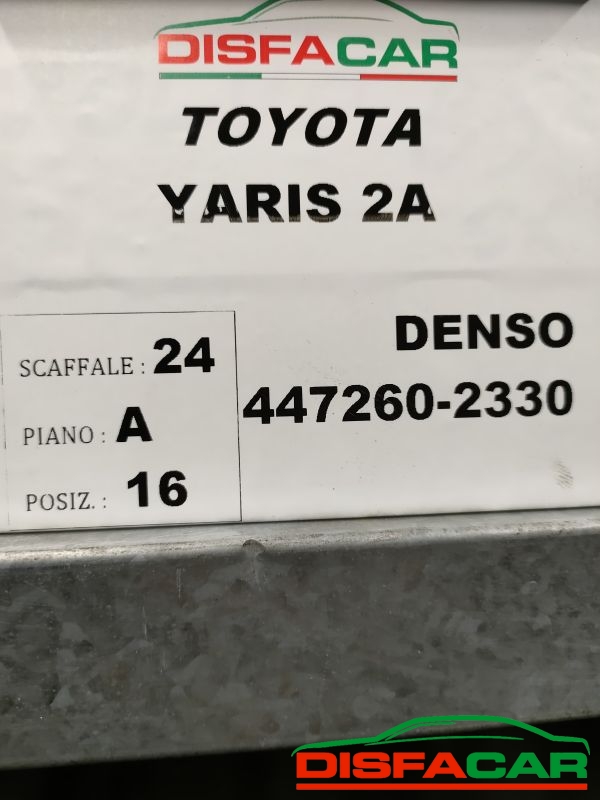 DISFACAR
TOYOTA
YARIS 2A
SCAFFALE : 24
PIANO : A
POSIZ. : 16
DENSO
447260-2330
DISFACAR